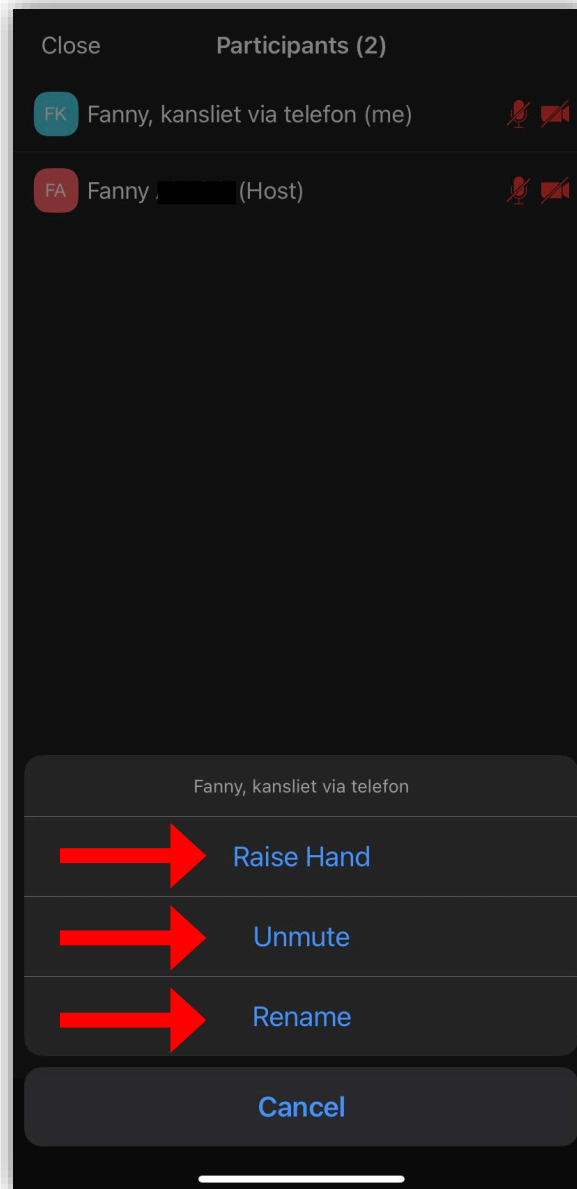 Close Participants (2)
FK Fanny, kansliet via telefon (me)
FA Fanny (Host)
Fanny, kansliet via telefon
Raise Hand
Unmute
Rename
Cancel